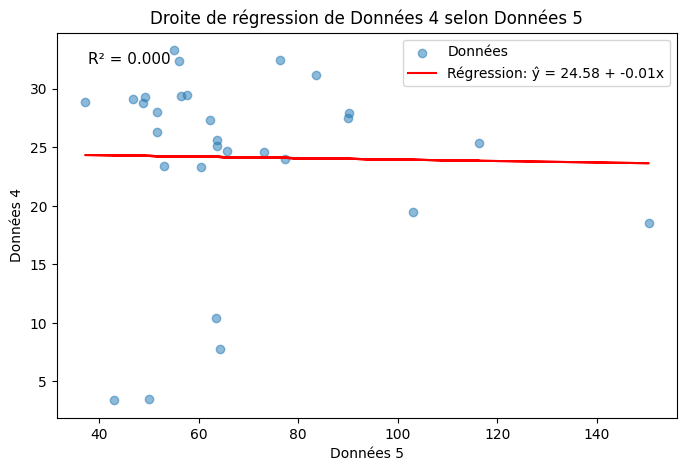 Droite de régression de Données 4 selon Données 5
R² = 0.000
Données
Régression: ŷ = 24.58 + -0.01x
30
25
20
15
10
5
Données 4
40 60 80 100 120 140
Données 5